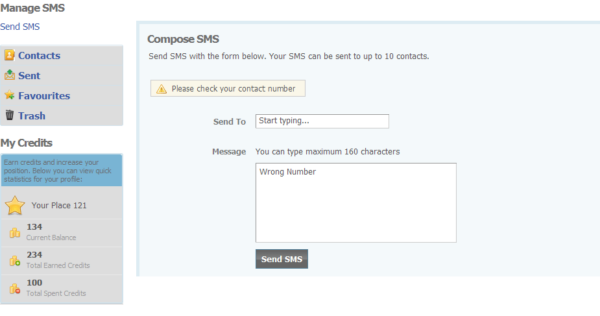 Manage SMS
Send SMS
Contacts
Sent
Favourites
Trash
My Credits
Earn credits and increase your
position. Below you can view quick
statistics for your profile:
Your Place 121
134
Current Balance
234
Total Earned Credits
100
Total Spent Credits
Compose SMS
Send SMS with the form below. Your SMS can be sent to up to 10 contacts.
Please check your contact number
Send To
Start typing...
Message
You can type maximum 160 characters
Wrong Number
Send SMS